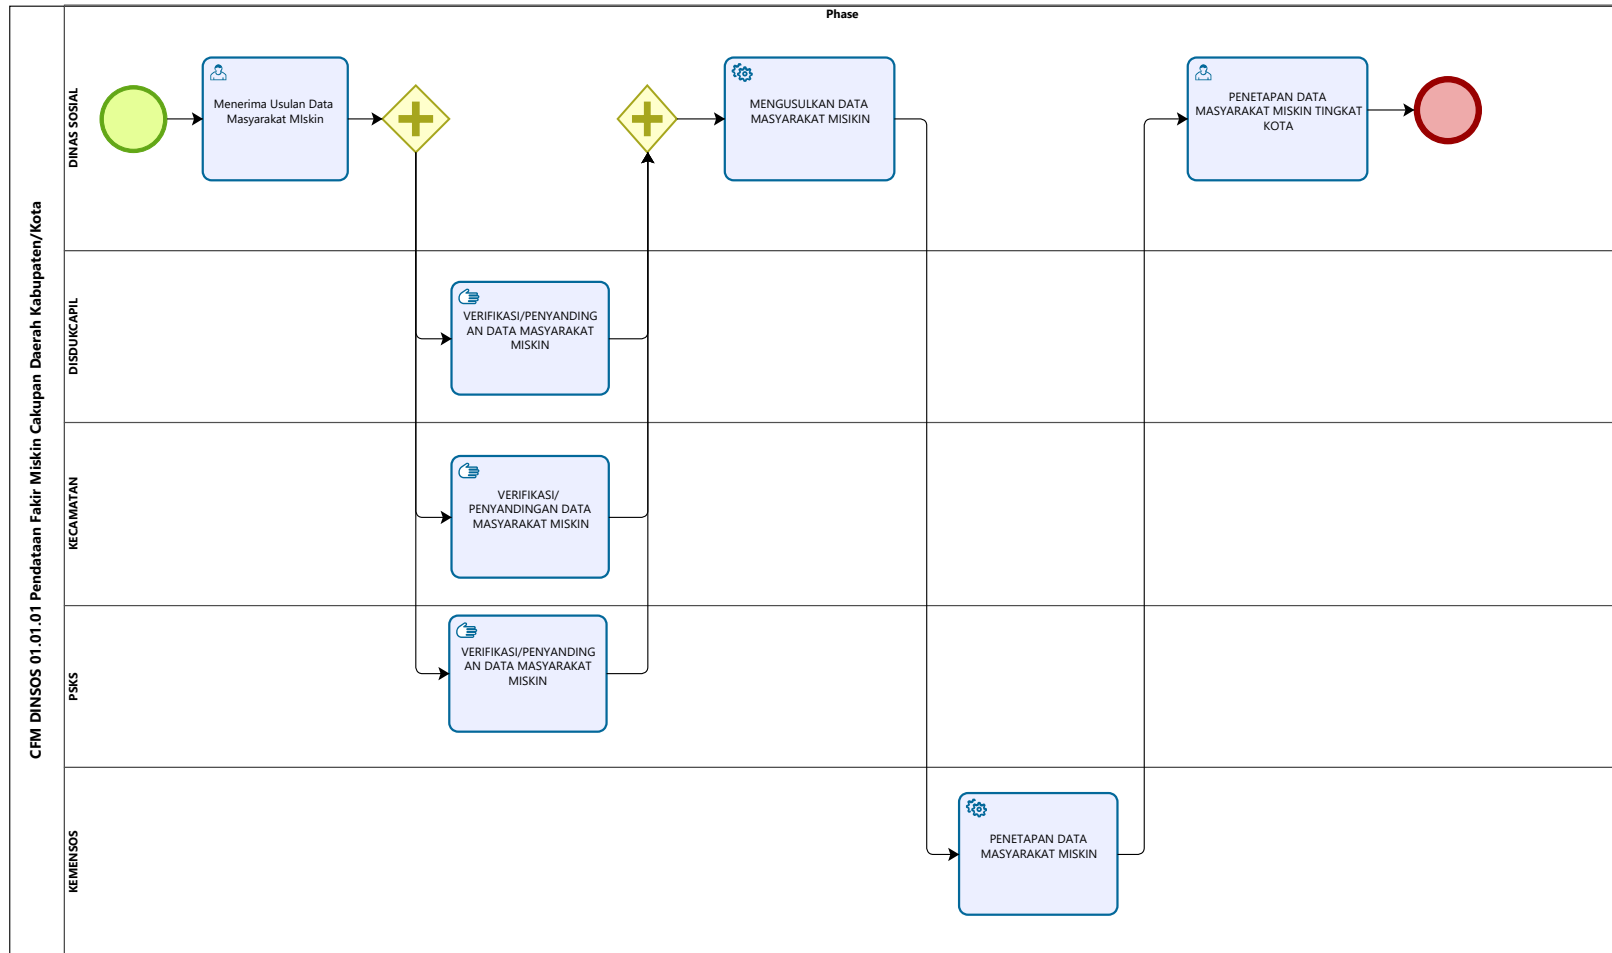 Phase
CFM DINSOS 01.01.01 Pendataan Fakir Miskin Cakupan Daerah Kabupaten/Kota
DINAS SOSIAL
Menerima Usulan Data
Masyarakat MIskin
MENGUSULKAN DATA
MASYARAKAT MISIKIN
PENETAPAN DATA
MASYARAKAT MISKIN TINGKAT
KOTA
DISDUKCAPIL
VERIFIKASI/PENYANDING
AN DATA MASYARAKAT
MISKIN
KECAMATAN
VERIFIKASI/
PENYANDINGAN DATA
MASYARAKAT MISKIN
PSKS
VERIFIKASI/PENYANDING
AN DATA MASYARAKAT
MISKIN
KEMENSOS
PENETAPAN DATA
MASYARAKAT MISKIN